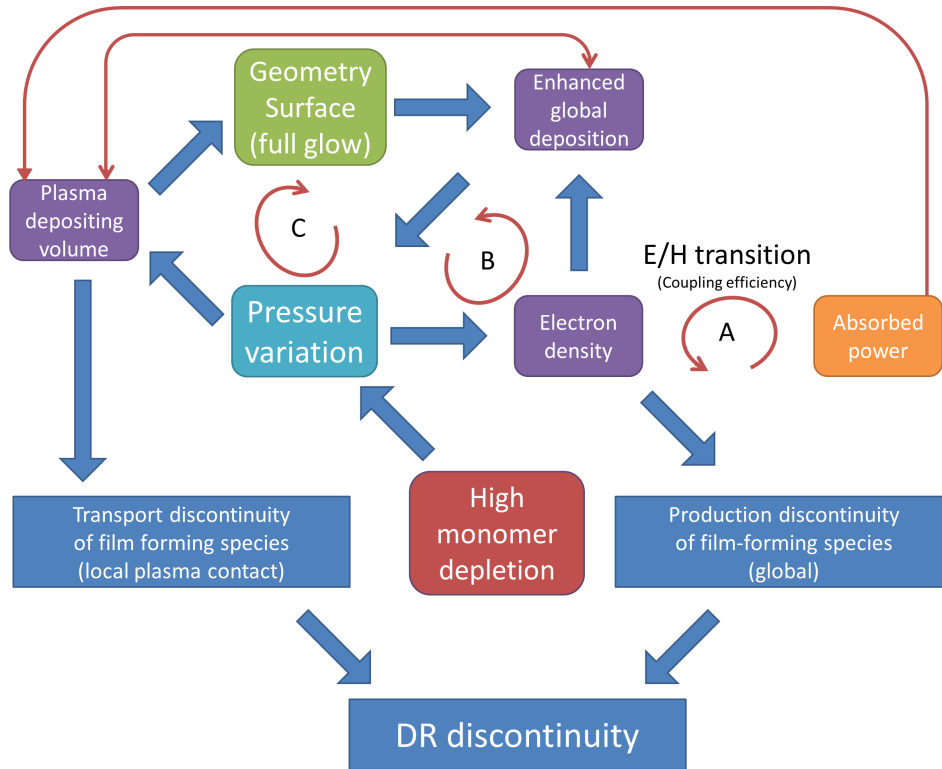 Geometry
Surface
(full glow)
Enhanced
global
deposition
Plasma
depositing
volume
C
B
E/H transition
(Coupling efficiency)
A
Pressure
variation
Electron
density
Absorbed
power
High
monomer
depletion
Transport discontinuity
of film forming species
(local plasma contact)
Production discontinuity
of film-forming species
(global)
DR discontinuity